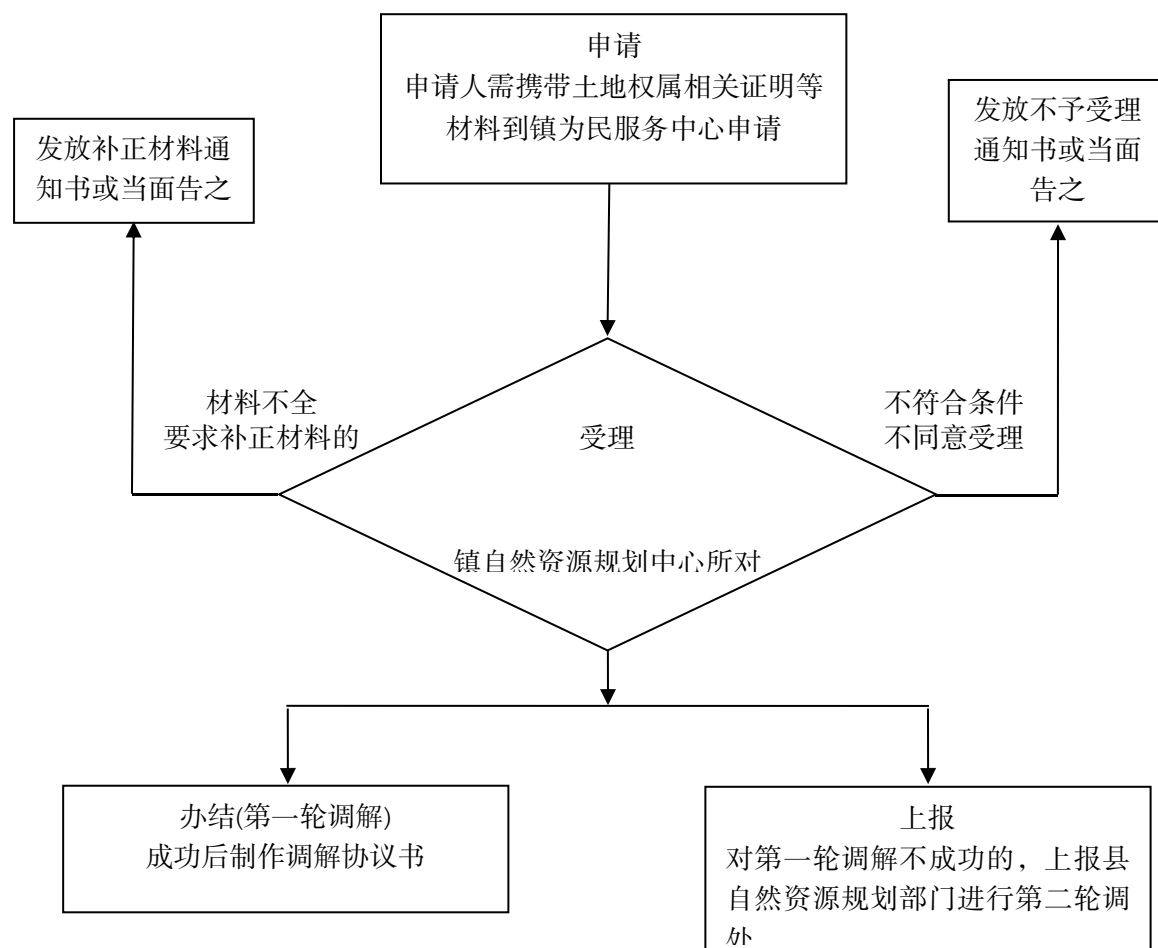 申请
申请人需携带土地权属相关证明等
材料到镇为民服务中心申请
发放补正材料通
知书或当面告之
发放不予受理
通知书或当面
告之
材料不全
要求补正材料的
受理
不符合条件
不同意受理
镇自然资源规划中心所对
办结(第一轮调解)
成功后制作调解协议书
上报
对第一轮调解不成功的，上报县
自然资源规划部门进行第二轮调
处